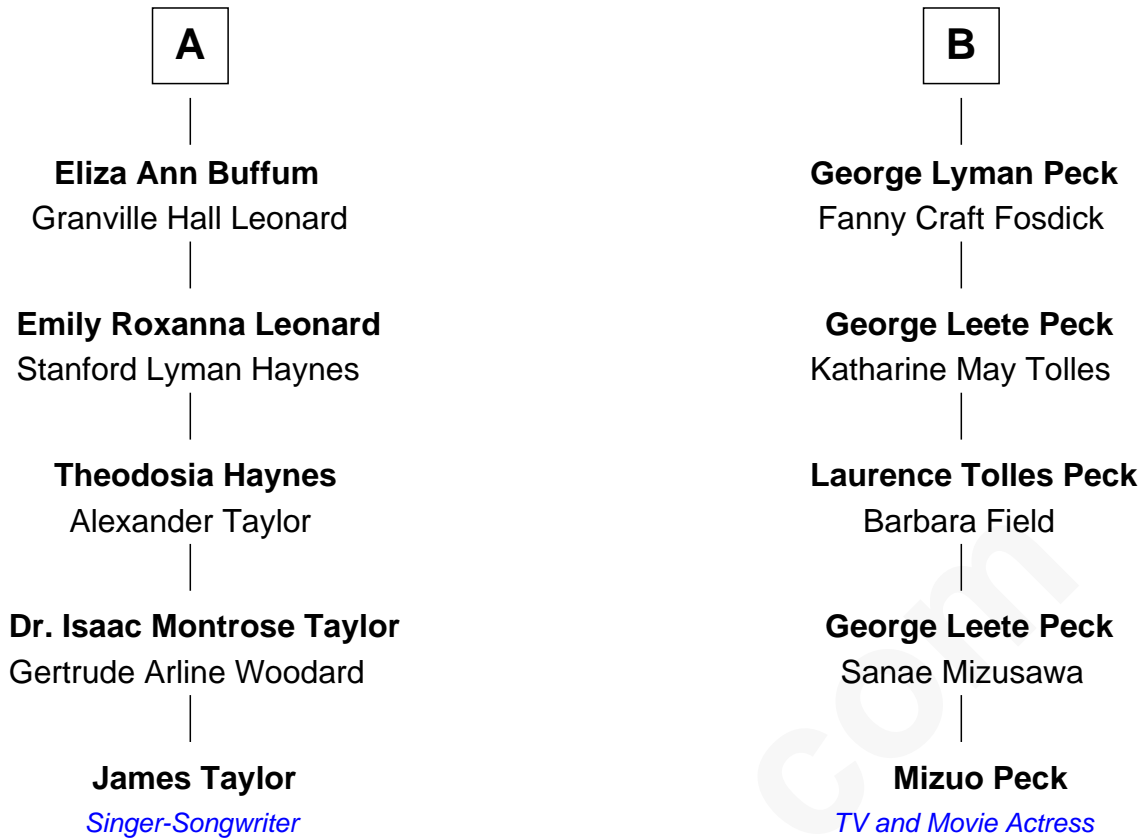 A
Eliza Ann Buffum
Granville Hall Leonard
Emily Roxanna Leonard
Stanford Lyman Haynes
Theodosia Haynes
Alexander Taylor
Dr. Isaac Montrose Taylor
Gertrude Arline Woodard
James Taylor
Singer-Songwriter
B
George Lyman Peck
Fanny Craft Fosdick
George Leete Peck
Katharine May Tolles
Laurence Tolles Peck
Barbara Field
George Leete Peck
Sanae Mizusawa
Mizuo Peck
TV and Movie Actress
com